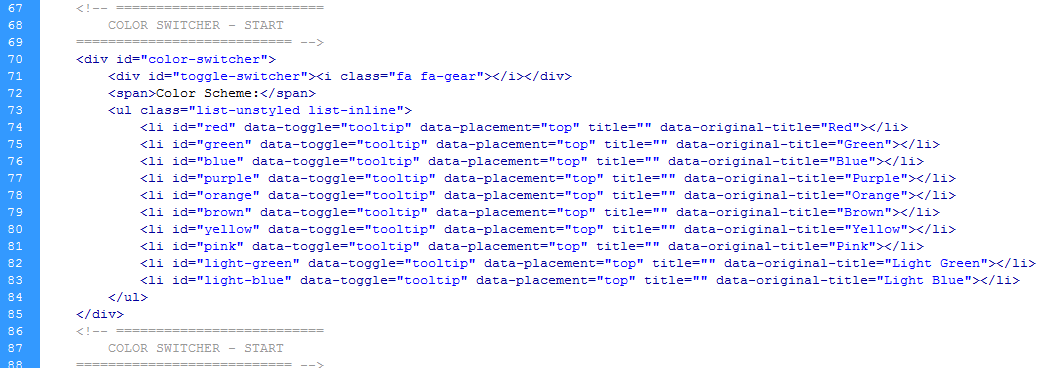 67 <!-- ==========================
68 COLOR SWITCHER - START
69 =========================== -->
70 <div id="color-switcher">
71 <div id="toggle-switcher"><i class="fa fa-gear"></i></div>
72 <span>Color Scheme:</span>
73 <ul class="list-unstyled list-inline">
74 <li id="red" data-toggle="tooltip" data-placement="top" title="" data-original-title="Red"></li>
75 <li id="green" data-toggle="tooltip" data-placement="top" title="" data-original-title="Green"></li>
76 <li id="blue" data-toggle="tooltip" data-placement="top" title="" data-original-title="Blue"></li>
77 <li id="purple" data-toggle="tooltip" data-placement="top" title="" data-original-title="Purple"></li>
78 <li id="orange" data-toggle="tooltip" data-placement="top" title="" data-original-title="Orange"></li>
79 <li id="brown" data-toggle="tooltip" data-placement="top" title="" data-original-title="Brown"></li>
80 <li id="yellow" data-toggle="tooltip" data-placement="top" title="" data-original-title="Yellow"></li>
81 <li id="pink" data-toggle="tooltip" data-placement="top" title="" data-original-title="Pink"></li>
82 <li id="light-green" data-toggle="tooltip" data-placement="top" title="" data-original-title="Light Green"></li>
83 <li id="light-blue" data-toggle="tooltip" data-placement="top" title="" data-original-title="Light Blue"></li>
84 </ul>
85 </div>
86 <!-- ==========================
87 COLOR SWITCHER - START
88 =========================== -->